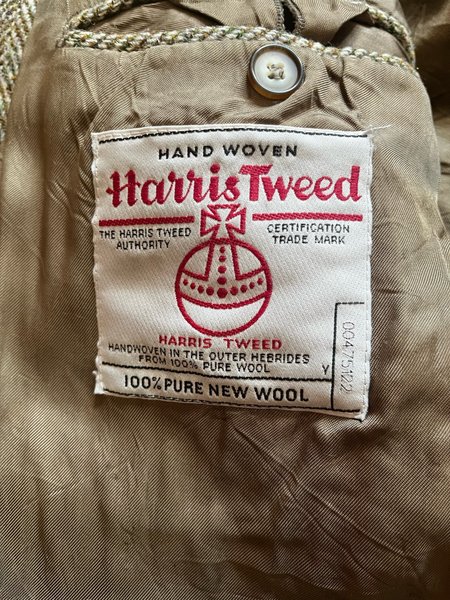 HAND WOVEN
Harris Tweed
THE HARRIS TWEED
AUTHORITY
CERTIFICATION
TRADE MARK
HARRIS TWEED
HANDWOVEN IN THE OUTER HEBRIDES
FROM 100% PURE WOOL
Y
100% PURE NEW WOOL
004751122